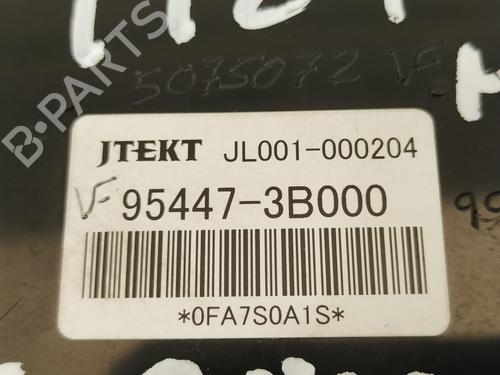 5075072 VF
JTEKT JL001-000204
VF 95447-3B000
*0FA7S0A1S*
B-PARTS